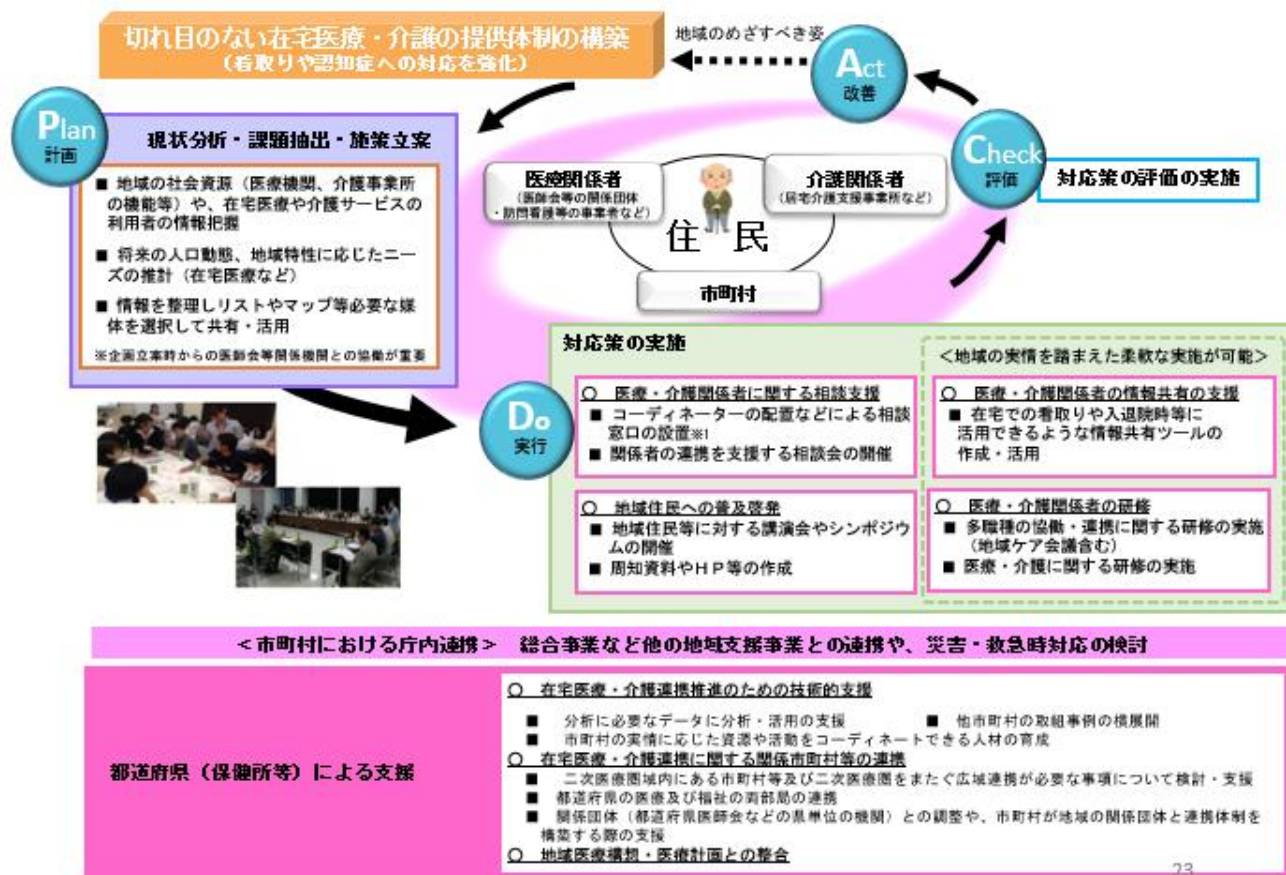 切れ目のない在宅医療・介護の提供体制の構築
(看取りや認知症への対応を強化)
地域のめざすべき姿
Act
改善
Plan
計画
現状分析・課題抽出・施策立案
■ 地域の社会資源(医療機関、介護事業所
の機能等)や、在宅医療や介護サービスの
利用者の情報把握
■ 将来の人口動態、地域特性に応じたニー
ズの推計(在宅医療など)
■ 情報を整理しリストやマップ等必要な媒
体を選択して共有・活用
※企画立案時からの医師会等関係機関との協働が重要
医療関係者
(医師会等の関係団体
・訪問看護等の事業者など)
介護関係者
(居宅介護支援事業所など)
住民
市町村
Check
評価
対応策の評価の実施
Do
実行
対応策の実施
<地域の実情を踏まえた柔軟な実施が可能>
○ 医療・介護関係者に関する相談支援
■ コーディネーターの配置などによる相談
窓口の設置※1
■ 関係者の連携を支援する相談会の開催
○ 医療・介護関係者の情報共有の支援
■ 在宅での看取りや入退院時等に
活用できるような情報共有ツールの
作成・活用
○ 地域住民への普及啓発
■ 地域住民等に対する講演会やシンポジウ
ムの開催
■ 周知資料やHP等の作成
○ 医療・介護関係者の研修
■ 多職種の協働・連携に関する研修の実施
(地域ケア会議含む)
■ 医療・介護に関する研修の実施
<市町村における庁内連携> 総合事業など他の地域支援事業との連携や、災害・救急時対応の検討
都道府県(保健所等)による支援
○ 在宅医療・介護連携推進のための技術的支援
■ 分析に必要なデータに分析・活用の支援 ■ 他市町村の取組事例の横展開
■ 市町村の実情に応じた資源や活動をコーディネートできる人材の育成
○ 在宅医療・介護連携に関する関係市町村等の連携
■ 二次医療圏域内にある市町村等及び二次医療圏をまたぐ広域連携が必要な事項について検討・支援
■ 都道府県の医療及び福祉の両部局の連携
■ 関係団体(都道府県医師会などの県単位の機関)との調整や、市町村が地域の関係団体と連携体制を
構築する際の支援
○ 地域医療構想・医療計画との整合
23